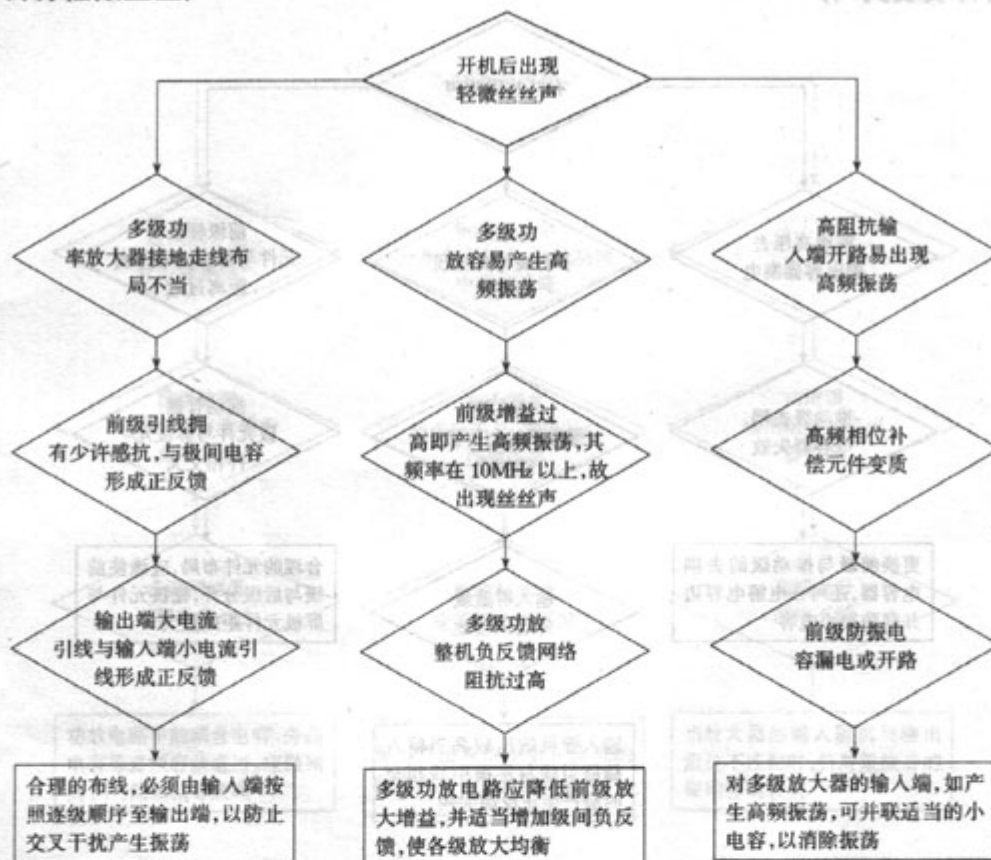 开机后出现
轻微丝丝声
多级功
率放大器接地走线布
局不当
多级功
放容易产生高
频振荡
高阻抗输
入端开路易出现
高频振荡
前级引线拥
有少许感抗,与极间电容
形成正反馈
前级增益过
高即产生高频振荡,其
频率在10MHz以上,故
出现丝丝声
高频相位补
偿元件变质
输出端大电流
引线与输入端小电流引
线形成正反馈
多级功放
整机负反馈网络
阻抗过高
前级防振电
容漏电或开路
合理的布线,必须由输入端按
照逐级顺序至输出端,以防止
交叉干扰产生振荡
多级功放电路应降低前级放
大增益,并适当增加级间负反
馈,使各级放大均衡
对多级放大器的输入端,如产
生高频振荡,可并联适当的小
电容,以消除振荡